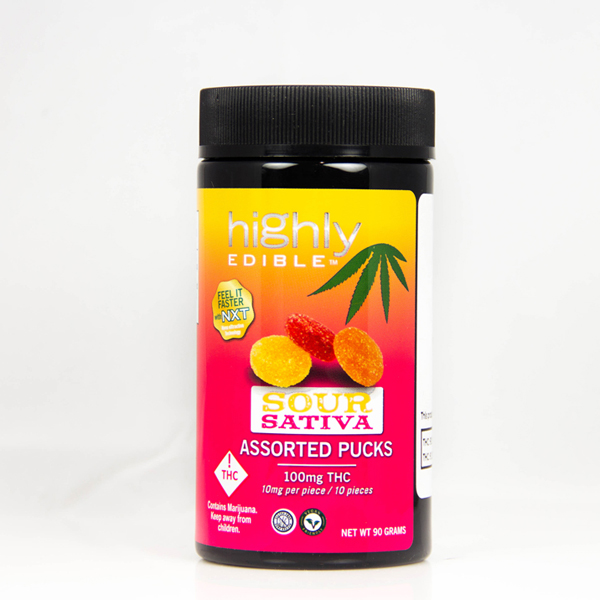 highly
EDIBLE™
FEEL IT
FASTER
with NXT
SOUR
SATIVA
ASSORTED PUCKS
100mg THC
10mg per piece / 10 pieces
!
THC
Contains Marijuana.
Keep away from
children.
NET WT 90 GRAMS